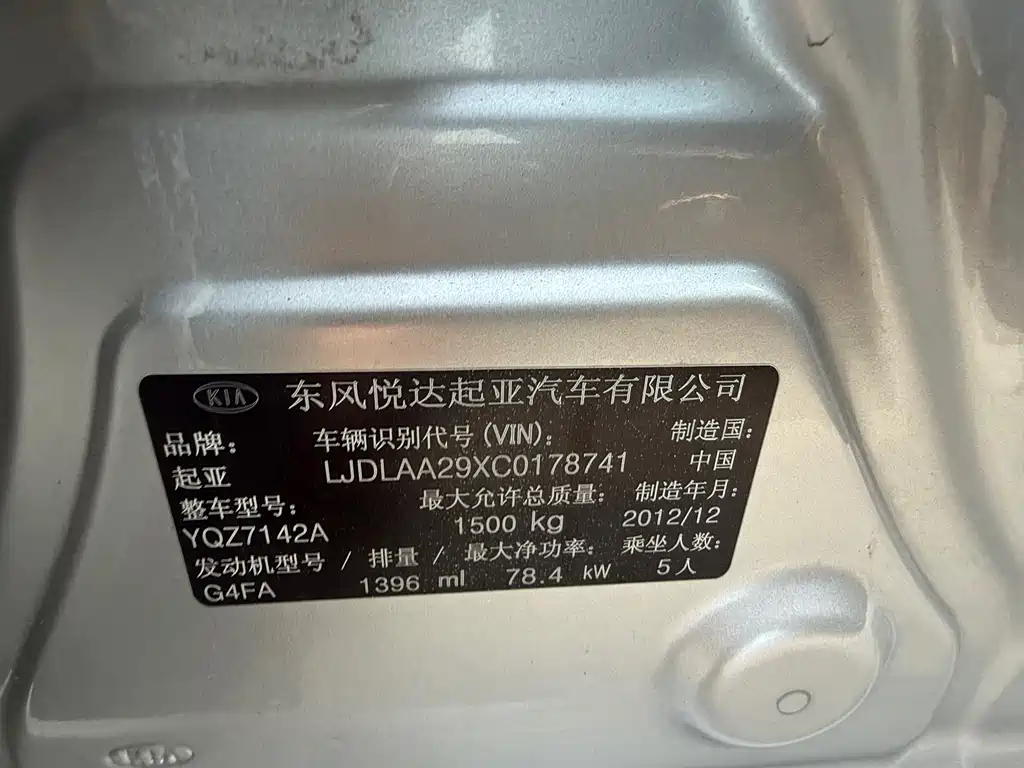 KIA 东风悦达起亚汽车有限公司
品牌: 车辆识别代号(VIN): 制造国:
起亚 LJDLAA29XC0178741 中国
整车型号: 最大允许总质量: 制造年月:
YQZ7142A 1500 kg 2012/12
发动机型号 / 排量 / 最大净功率: 乘坐人数:
G4FA 1396 ml 78.4 kW 5人
KIA